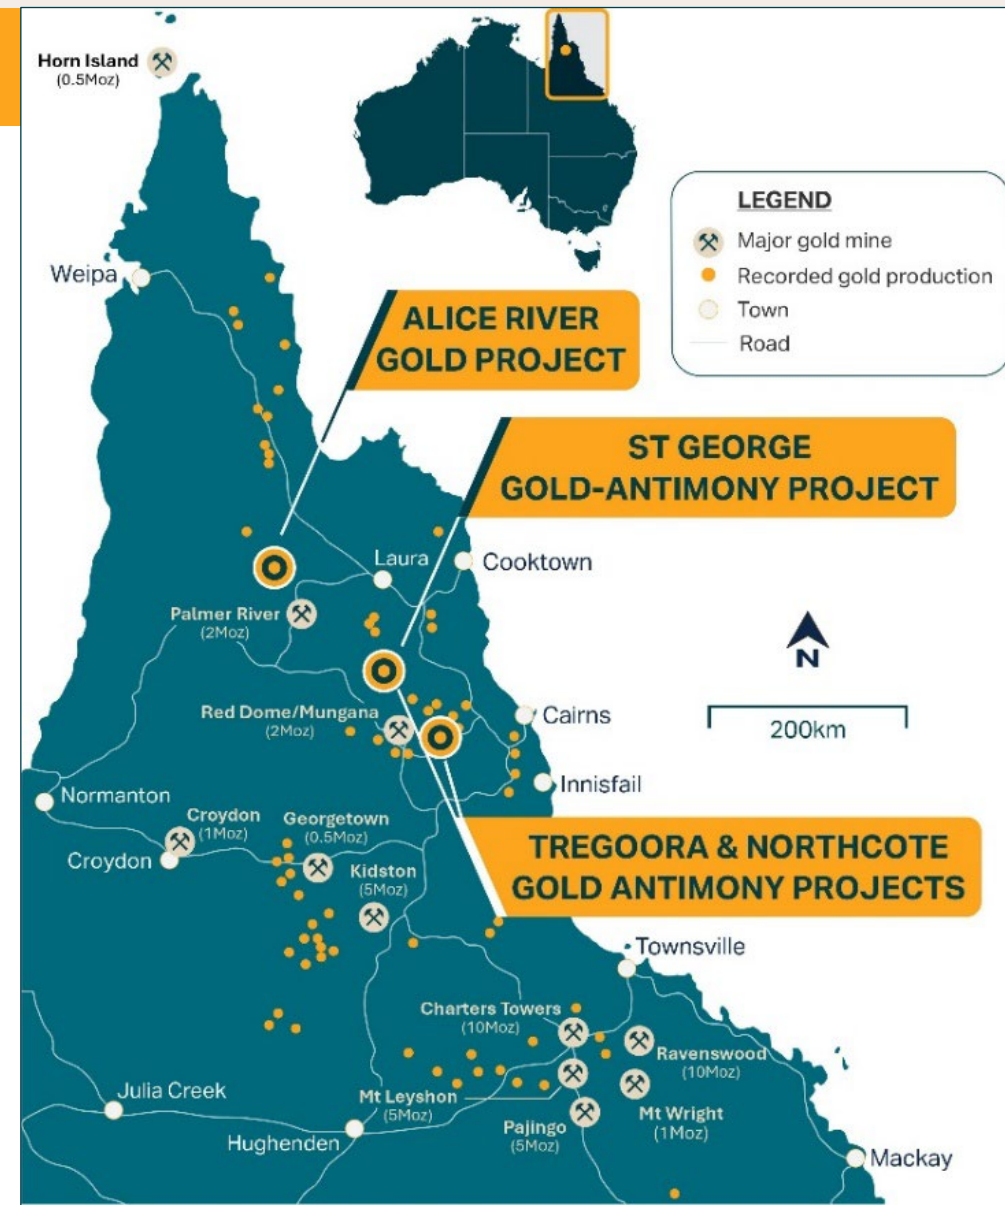 Horn Island
(0.5Moz)
LEGEND
Major gold mine
Recorded gold production
Town
Road
Weipa
ALICE RIVER
GOLD PROJECT
ST GEORGE
GOLD-ANTIMONY PROJECT
Laura
Cooktown
Palmer River
(2Moz)
N
200km
Red Dome/Mungana
(2Moz)
Cairns
Innisfail
Normanton
Croydon
(1Moz)
Georgetown
(0.5Moz)
Croydon
Kidston
(5Moz)
TREGOORA & NORTHCOTE
GOLD ANTIMONY PROJECTS
Townsville
Charters Towers
(10Moz)
Ravenswood
(10Moz)
Julia Creek
Mt Leyshon
(5Moz)
Mt Wright
(1Moz)
Pajingo
(5Moz)
Hughenden
Mackay